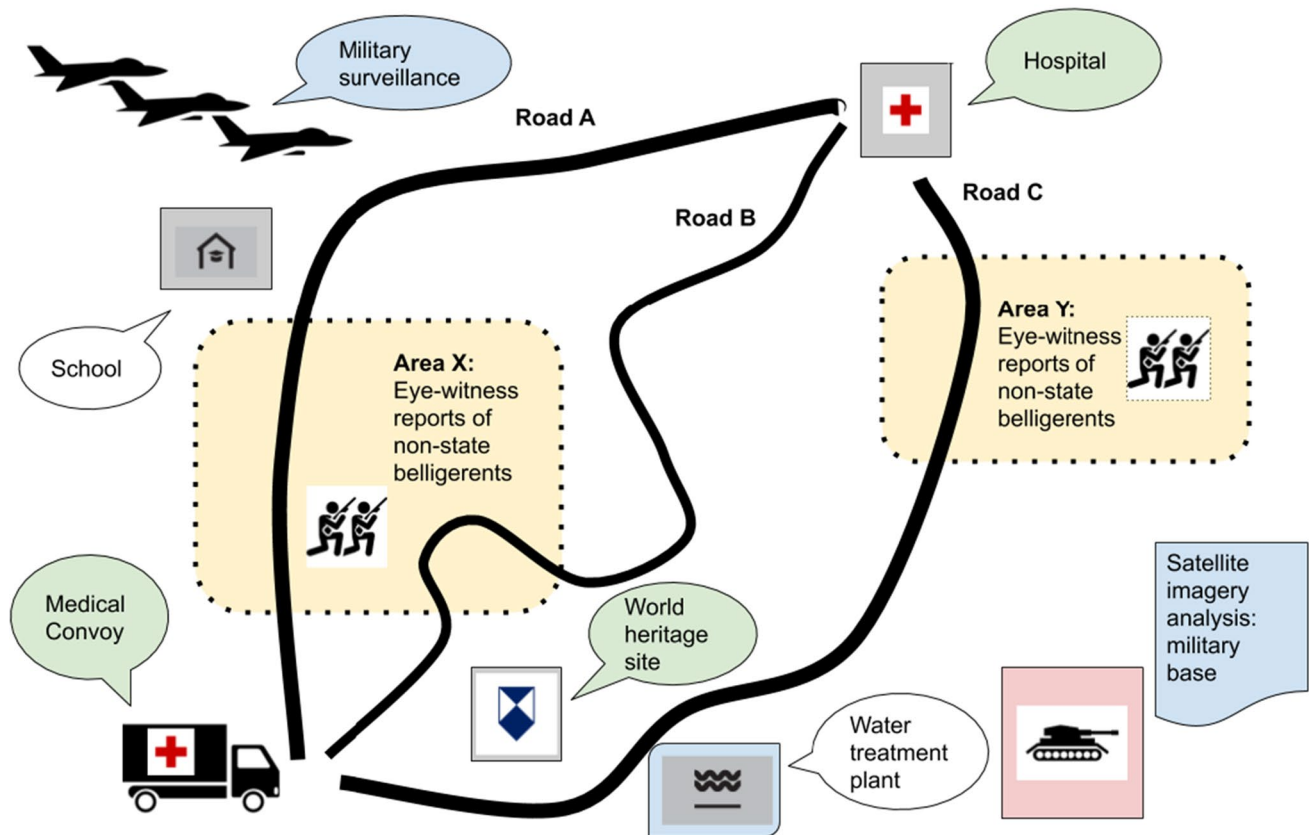 Military
surveillance
Hospital
Road A
Road B
Road C
School
Area X:
Eye-witness
reports of
non-state
belligerents
Area Y:
Eye-witness
reports of
non-state
belligerents
Medical
Convoy
World
heritage
site
Water
treatment
plant
Satellite
imagery
analysis:
military
base